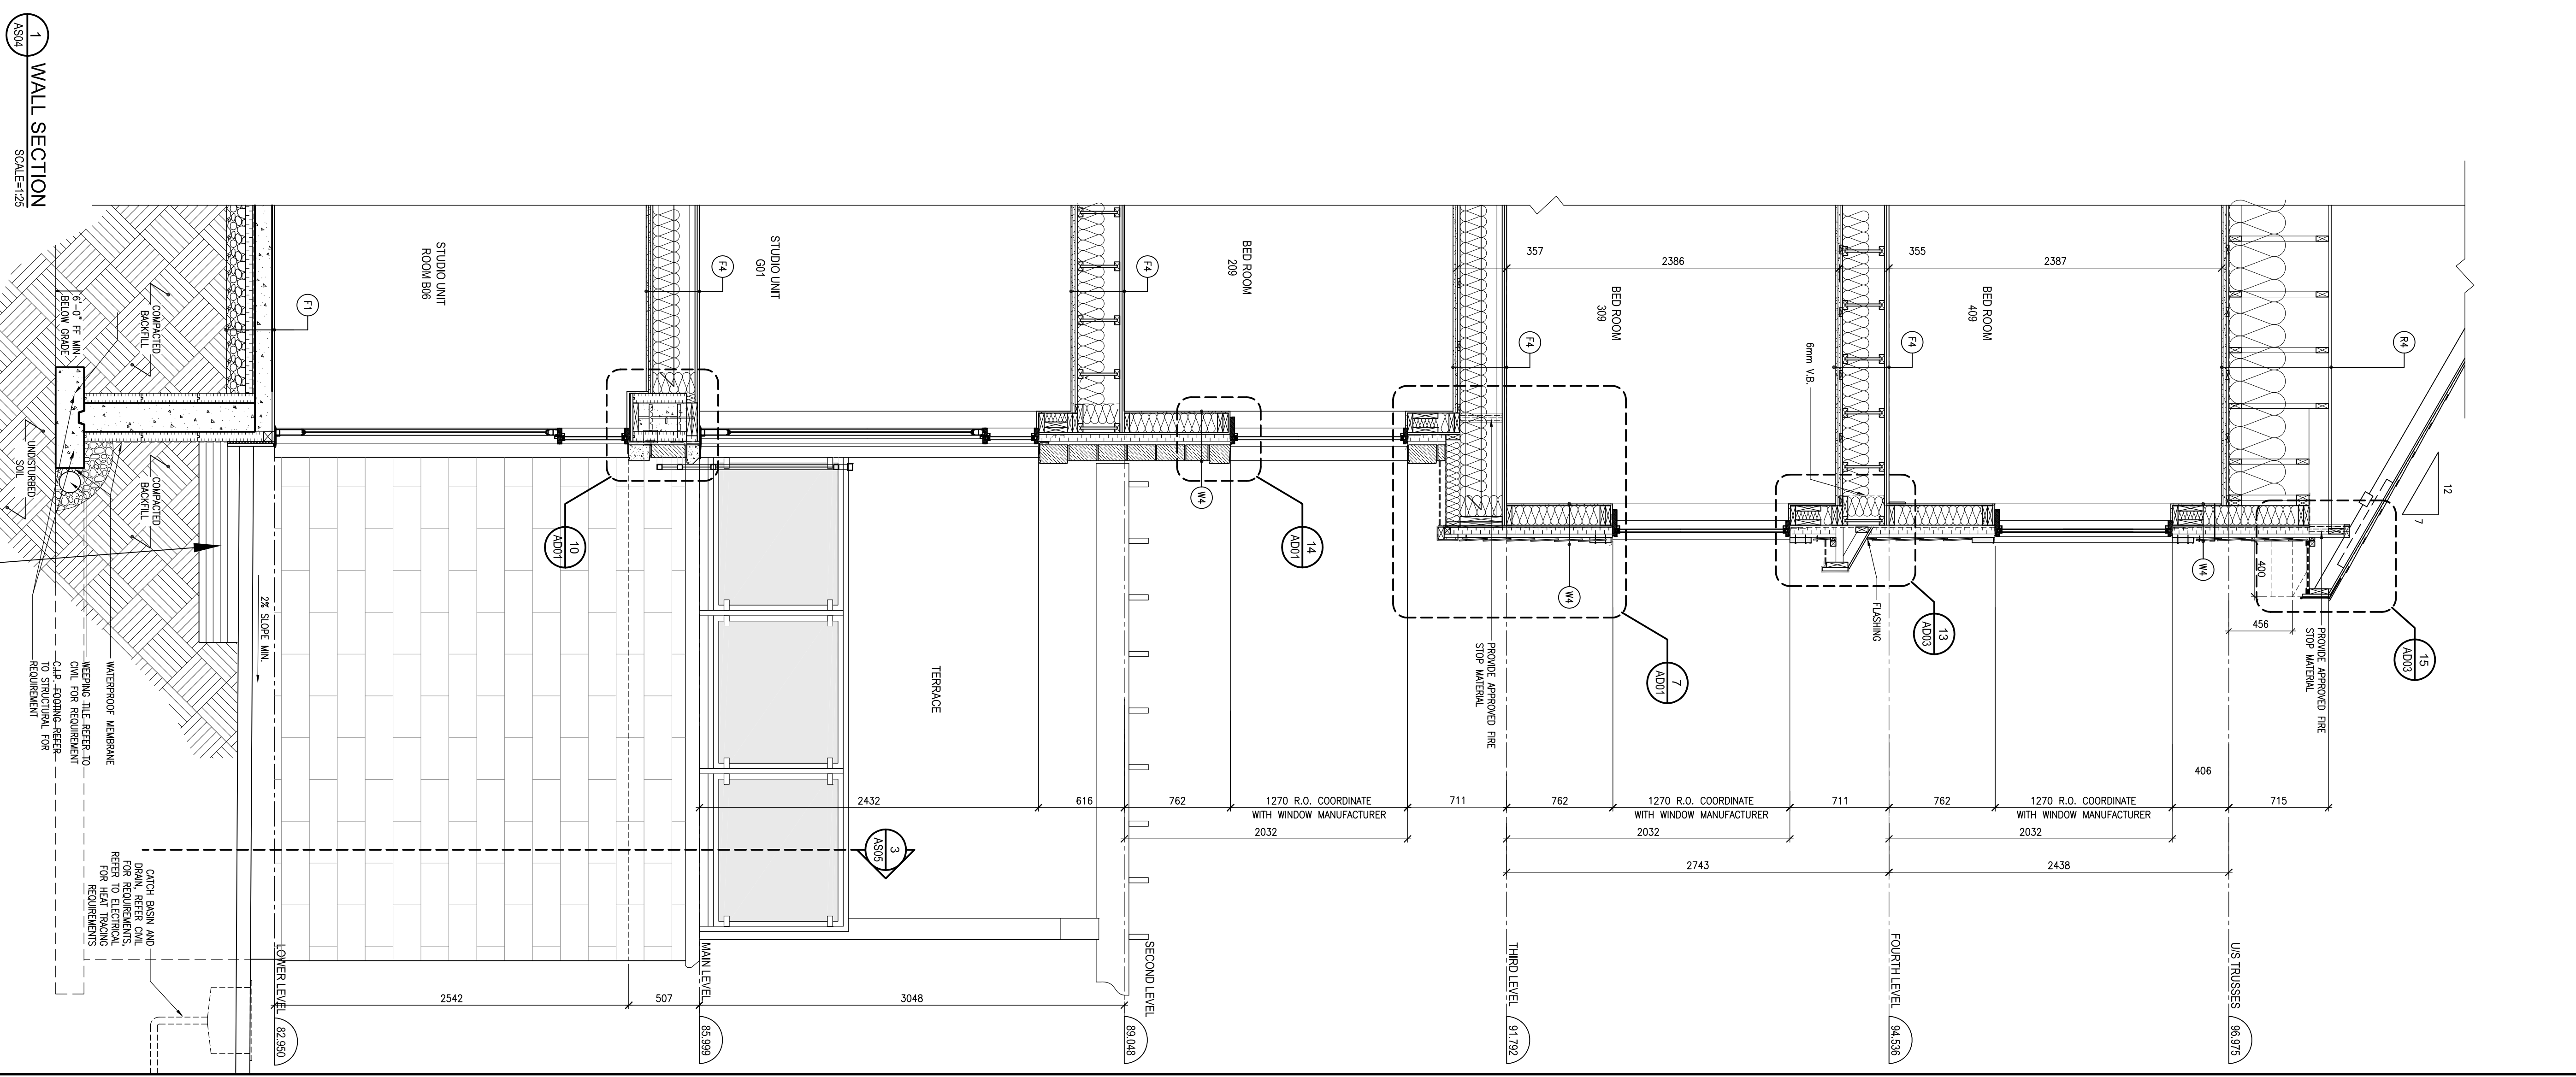 1
AS04
WALL SECTION
SCALE=1:25
12
7
R4
15
AD03
PROVIDE APPROVED FIRE
STOP MATERIAL
400
456
406
715
U/S TRUSSES
96.975
BED ROOM
409
2387
W4
1270 R.O. COORDINATE
WITH WINDOW MANUFACTURER
2032
762
2438
F4
355
6mm V.B.
FLASHING
13
AD03
FOURTH LEVEL
94.536
711
BED ROOM
309
2386
1270 R.O. COORDINATE
WITH WINDOW MANUFACTURER
2032
762
2743
W4
F4
357
7
AD01
PROVIDE APPROVED FIRE
STOP MATERIAL
THIRD LEVEL
91.792
711
BED ROOM
209
1270 R.O. COORDINATE
WITH WINDOW MANUFACTURER
2032
762
14
AD01
W4
F4
SECOND LEVEL
89.048
616
2432
3048
TERRACE
STUDIO UNIT
G01
3
AS05
F4
10
AD01
MAIN LEVEL
85.999
507
2542
STUDIO UNIT
ROOM B06
F1
LOWER LEVEL
82.950
2% SLOPE MIN.
COMPACTED
BACKFILL
6'-0" FF MIN
BELOW GRADE
COMPACTED
BACKFILL
UNDISTURBED
SOIL
WATERPROOF MEMBRANE
WEEPING TILE REFER TO
CIVIL FOR REQUIREMENT
C.I.P. FOOTING REFER
TO STRUCTURAL FOR
REQUIREMENT
CATCH BASIN AND
DRAIN, REFER CIVIL
FOR REQUIREMENTS,
REFER TO ELECTRICAL
FOR HEAT TRACING
REQUIREMENTS